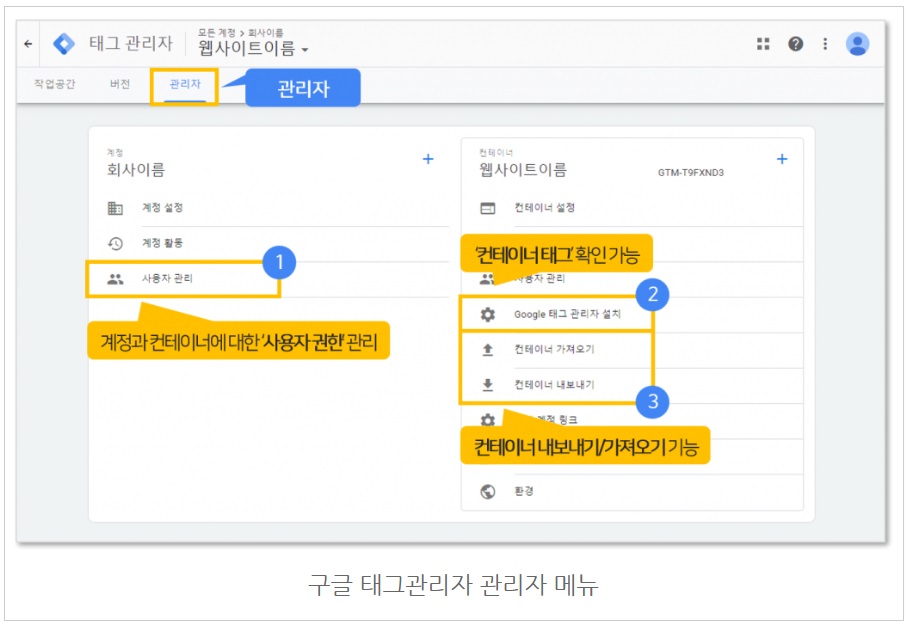 모든 계정 > 회사이름
태그 관리자
웹사이트이름
작업공간
버전
관리자
관리자
계정
회사이름
계정 설정
계정 활동
1
사용자 관리
계정과 컨테이너에 대한 '사용자 권한' 관리
컨테이너
웹사이트이름
GTM-T9FXND3
컨테이너 설정
'컨테이너 태그' 확인 가능
사용자 관리
2
Google 태그 관리자 설치
컨테이너 가져오기
컨테이너 내보내기
3
계정 링크
컨테이너 내보내기/가져오기 기능
환경
구글 태그관리자 관리자 메뉴